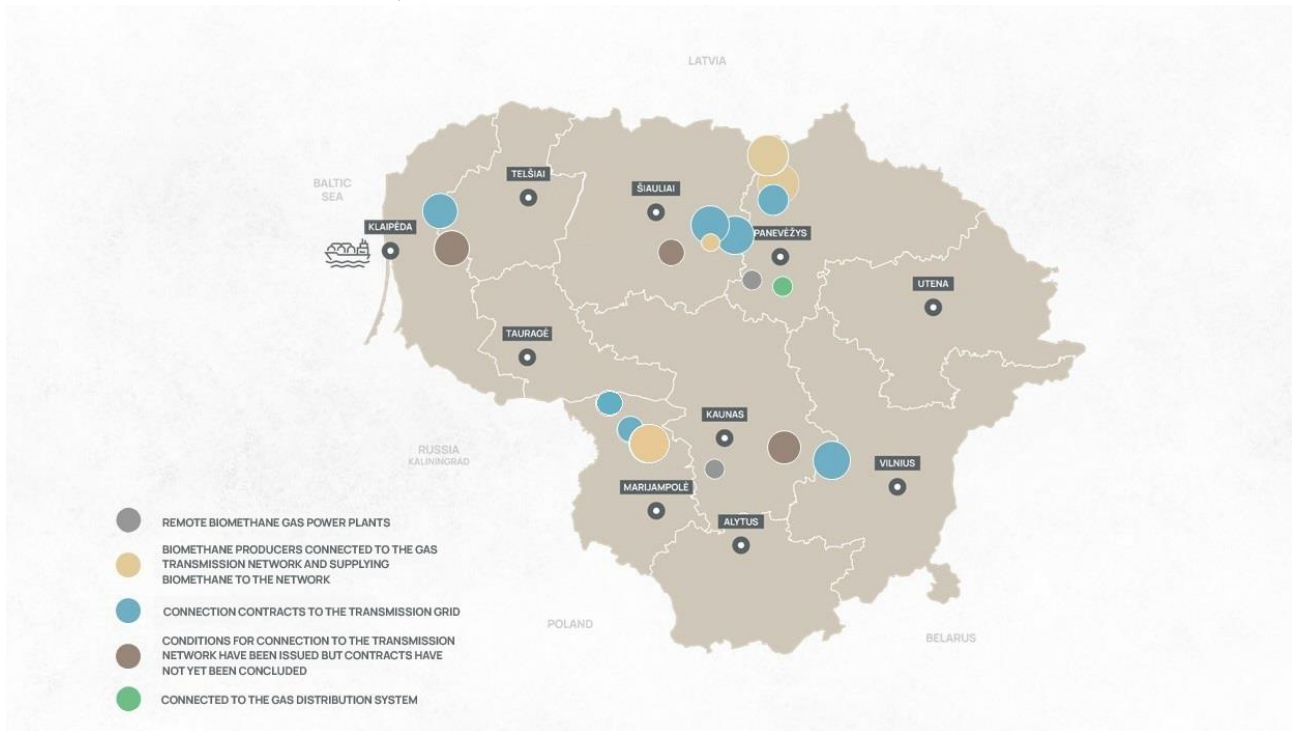 LATVIA
BALTIC
SEA
TELŠIAI
ŠIAULIAI
KLAIPĖDA
PANEVĖŽYS
UTENA
TAURAGĖ
KAUNAS
RUSSIA
KALININGRAD
VILNIUS
MARIJAMPOLĖ
ALYTUS
REMOTE BIOMETHANE GAS POWER PLANTS
BIOMETHANE PRODUCERS CONNECTED TO THE GAS
TRANSMISSION NETWORK AND SUPPLYING
BIOMETHANE TO THE NETWORK
CONNECTION CONTRACTS TO THE TRANSMISSION GRID
CONDITIONS FOR CONNECTION TO THE TRANSMISSION
NETWORK HAVE BEEN ISSUED BUT CONTRACTS HAVE
NOT YET BEEN CONCLUDED
CONNECTED TO THE GAS DISTRIBUTION SYSTEM
POLAND
BELARUS